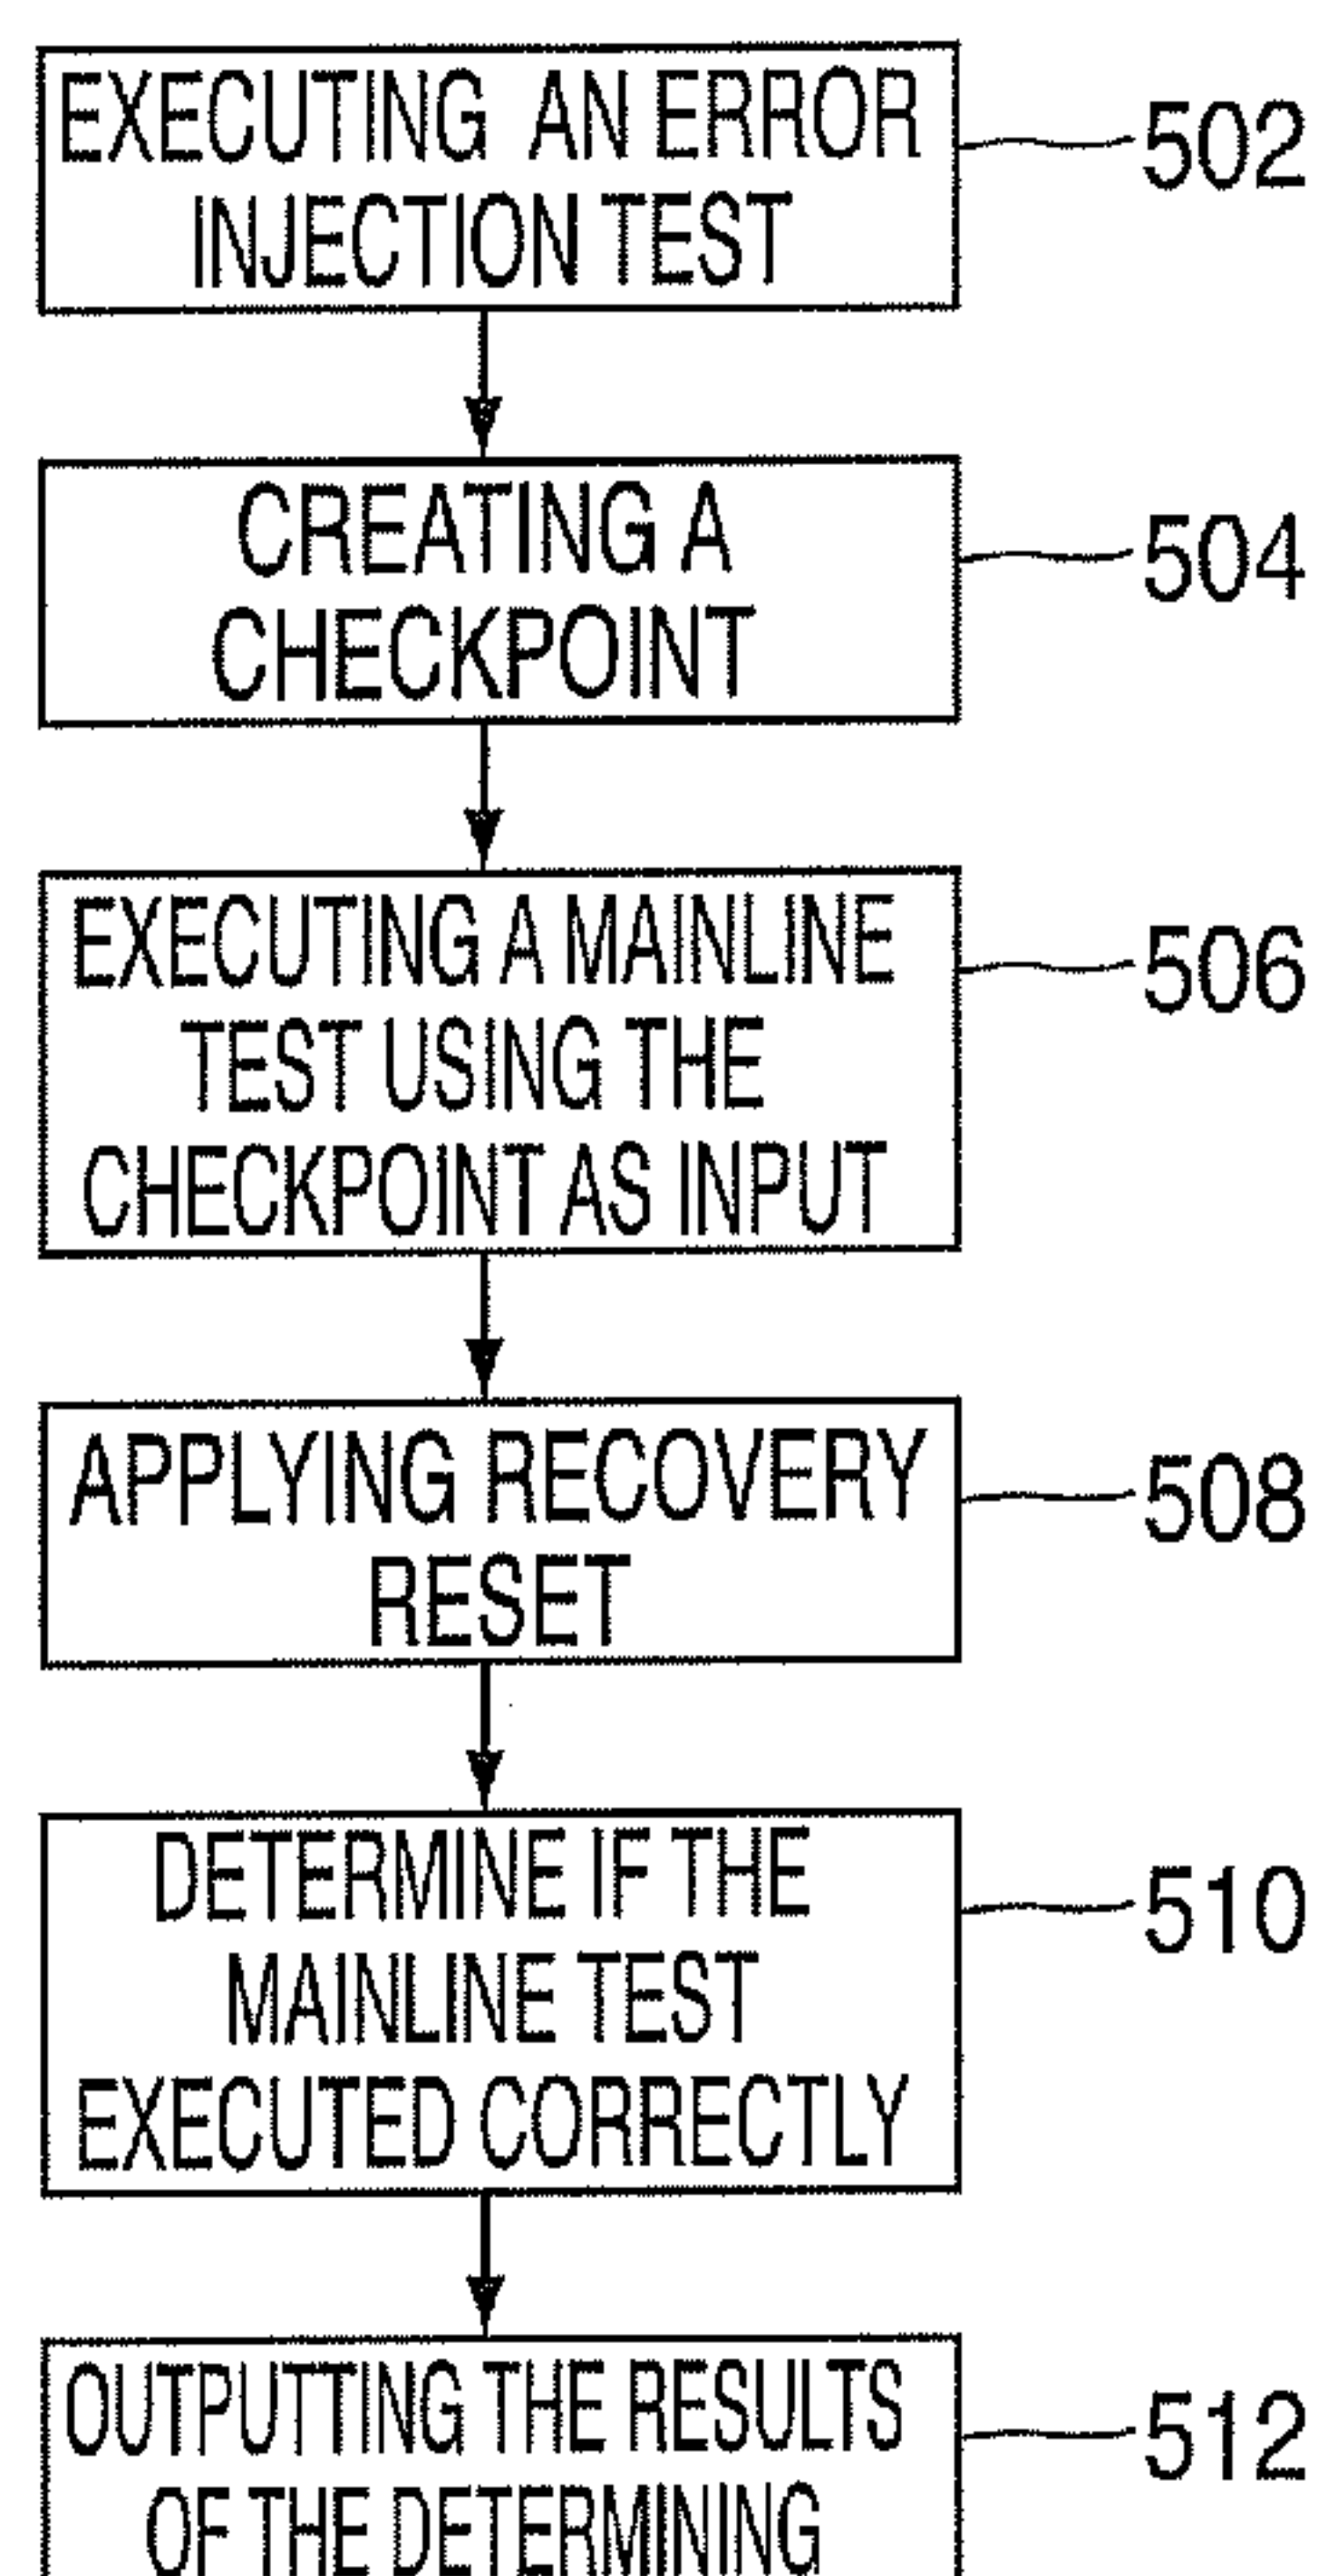 EXECUTING AN ERROR
INJECTION TEST
502
CREATING A
CHECKPOINT
504
EXECUTING A MAINLINE
TEST USING THE
CHECKPOINT AS INPUT
506
APPLYING RECOVERY
RESET
508
DETERMINE IF THE
MAINLINE TEST
EXECUTED CORRECTLY
510
OUTPUTTING THE RESULTS
OF THE DETERMINING
512